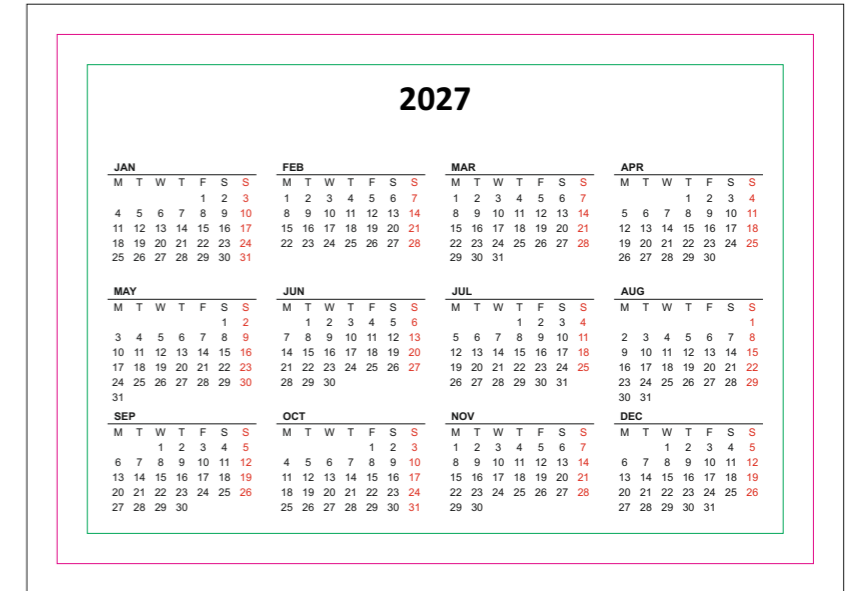 2027
JAN FEB MAR APR
M T W T F S S M T W T F S S M T W T F S S M T W T F S S
1 2 3 1 2 3 4 5 6 7 1 2 3 4 5 6 7 1 2 3 4
4 5 6 7 8 9 10 8 9 10 11 12 13 14 8 9 10 11 12 13 14 5 6 7 8 9 10 11
11 12 13 14 15 16 17 15 16 17 18 19 20 21 15 16 17 18 19 20 21 12 13 14 15 16 17 18
18 19 20 21 22 23 24 22 23 24 25 26 27 28 22 23 24 25 26 27 28 19 20 21 22 23 24 25
25 26 27 28 29 30 31 29 30 31 26 27 28 29 30
MAY JUN JUL AUG
M T W T F S S M T W T F S S M T W T F S S M T W T F S S
1 2 1 2 3 4 5 6 1 2 3 4 1
3 4 5 6 7 8 9 7 8 9 10 11 12 13 5 6 7 8 9 10 11 2 3 4 5 6 7 8
10 11 12 13 14 15 16 14 15 16 17 18 19 20 12 13 14 15 16 17 18 9 10 11 12 13 14 15
17 18 19 20 21 22 23 21 22 23 24 25 26 27 19 20 21 22 23 24 25 16 17 18 19 20 21 22
24 25 26 27 28 29 30 28 29 30 26 27 28 29 30 31 23 24 25 26 27 28 29
31 30 31
SEP OCT NOV DEC
M T W T F S S M T W T F S S M T W T F S S M T W T F S S
1 2 3 4 5 1 2 3 1 2 3 4 5 6 7 1 2 3 4 5
6 7 8 9 10 11 12 4 5 6 7 8 9 10 8 9 10 11 12 13 14 6 7 8 9 10 11 12
13 14 15 16 17 18 19 11 12 13 14 15 16 17 15 16 17 18 19 20 21 13 14 15 16 17 18 19
20 21 22 23 24 25 26 18 19 20 21 22 23 24 22 23 24 25 26 27 28 20 21 22 23 24 25 26
27 28 29 30 25 26 27 28 29 30 31 29 30 27 28 29 30 31